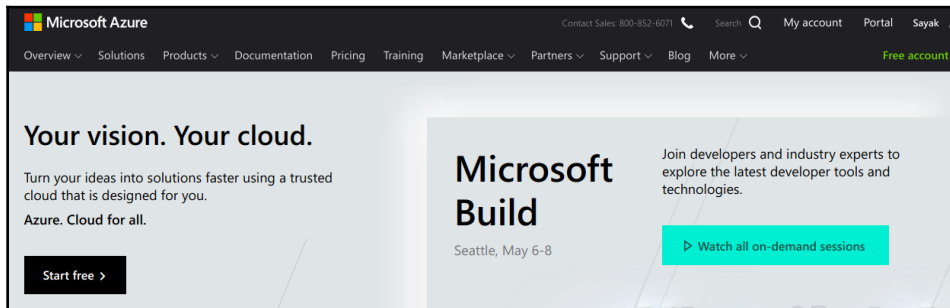 Microsoft Azure
Contact Sales: 800-852-6071 Search My account Portal Sayak
Overview Solutions Products Documentation Pricing Training Marketplace Partners Support Blog More Free account
Your vision. Your cloud.
Turn your ideas into solutions faster using a trusted
cloud that is designed for you.
Azure. Cloud for all.
Start free >
Microsoft
Build
Seattle, May 6-8
Join developers and industry experts to
explore the latest developer tools and
technologies.
Watch all on-demand sessions